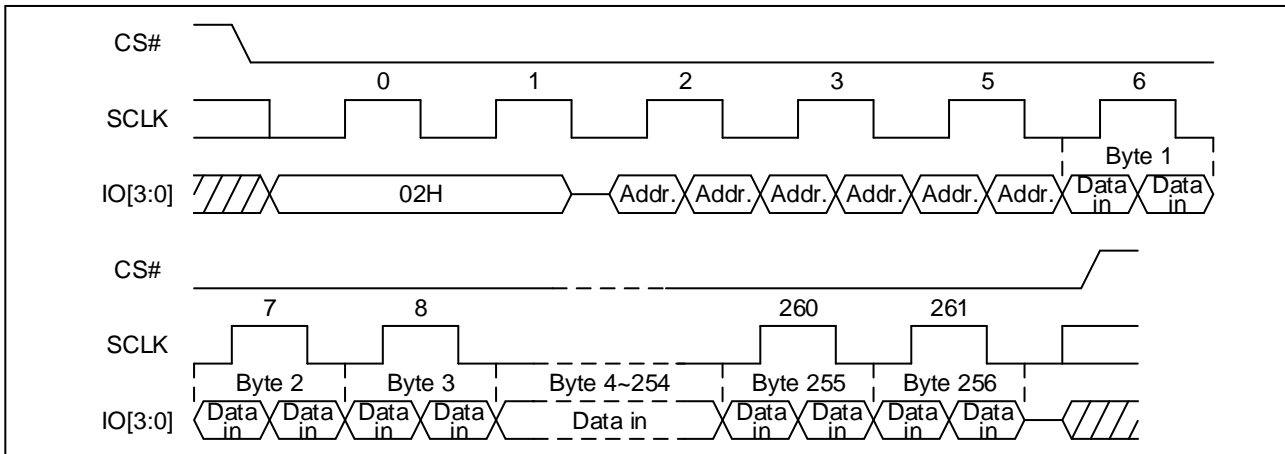 CS#
0 1 2 3 5 6
SCLK
Byte 1
IO[3:0] 02H Addr. Addr. Addr. Addr. Addr. Addr. Data in Data in
CS#
7 8 260 261
SCLK
Byte 2 Byte 3 Byte 4~254 Byte 255 Byte 256
IO[3:0] Data in Data in Data in Data in Data in Data in Data in Data in Data in